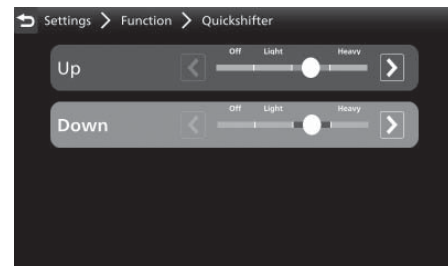 Settings > Function > Quickshifter
Off Light Heavy
Up
Off Light Heavy
Down